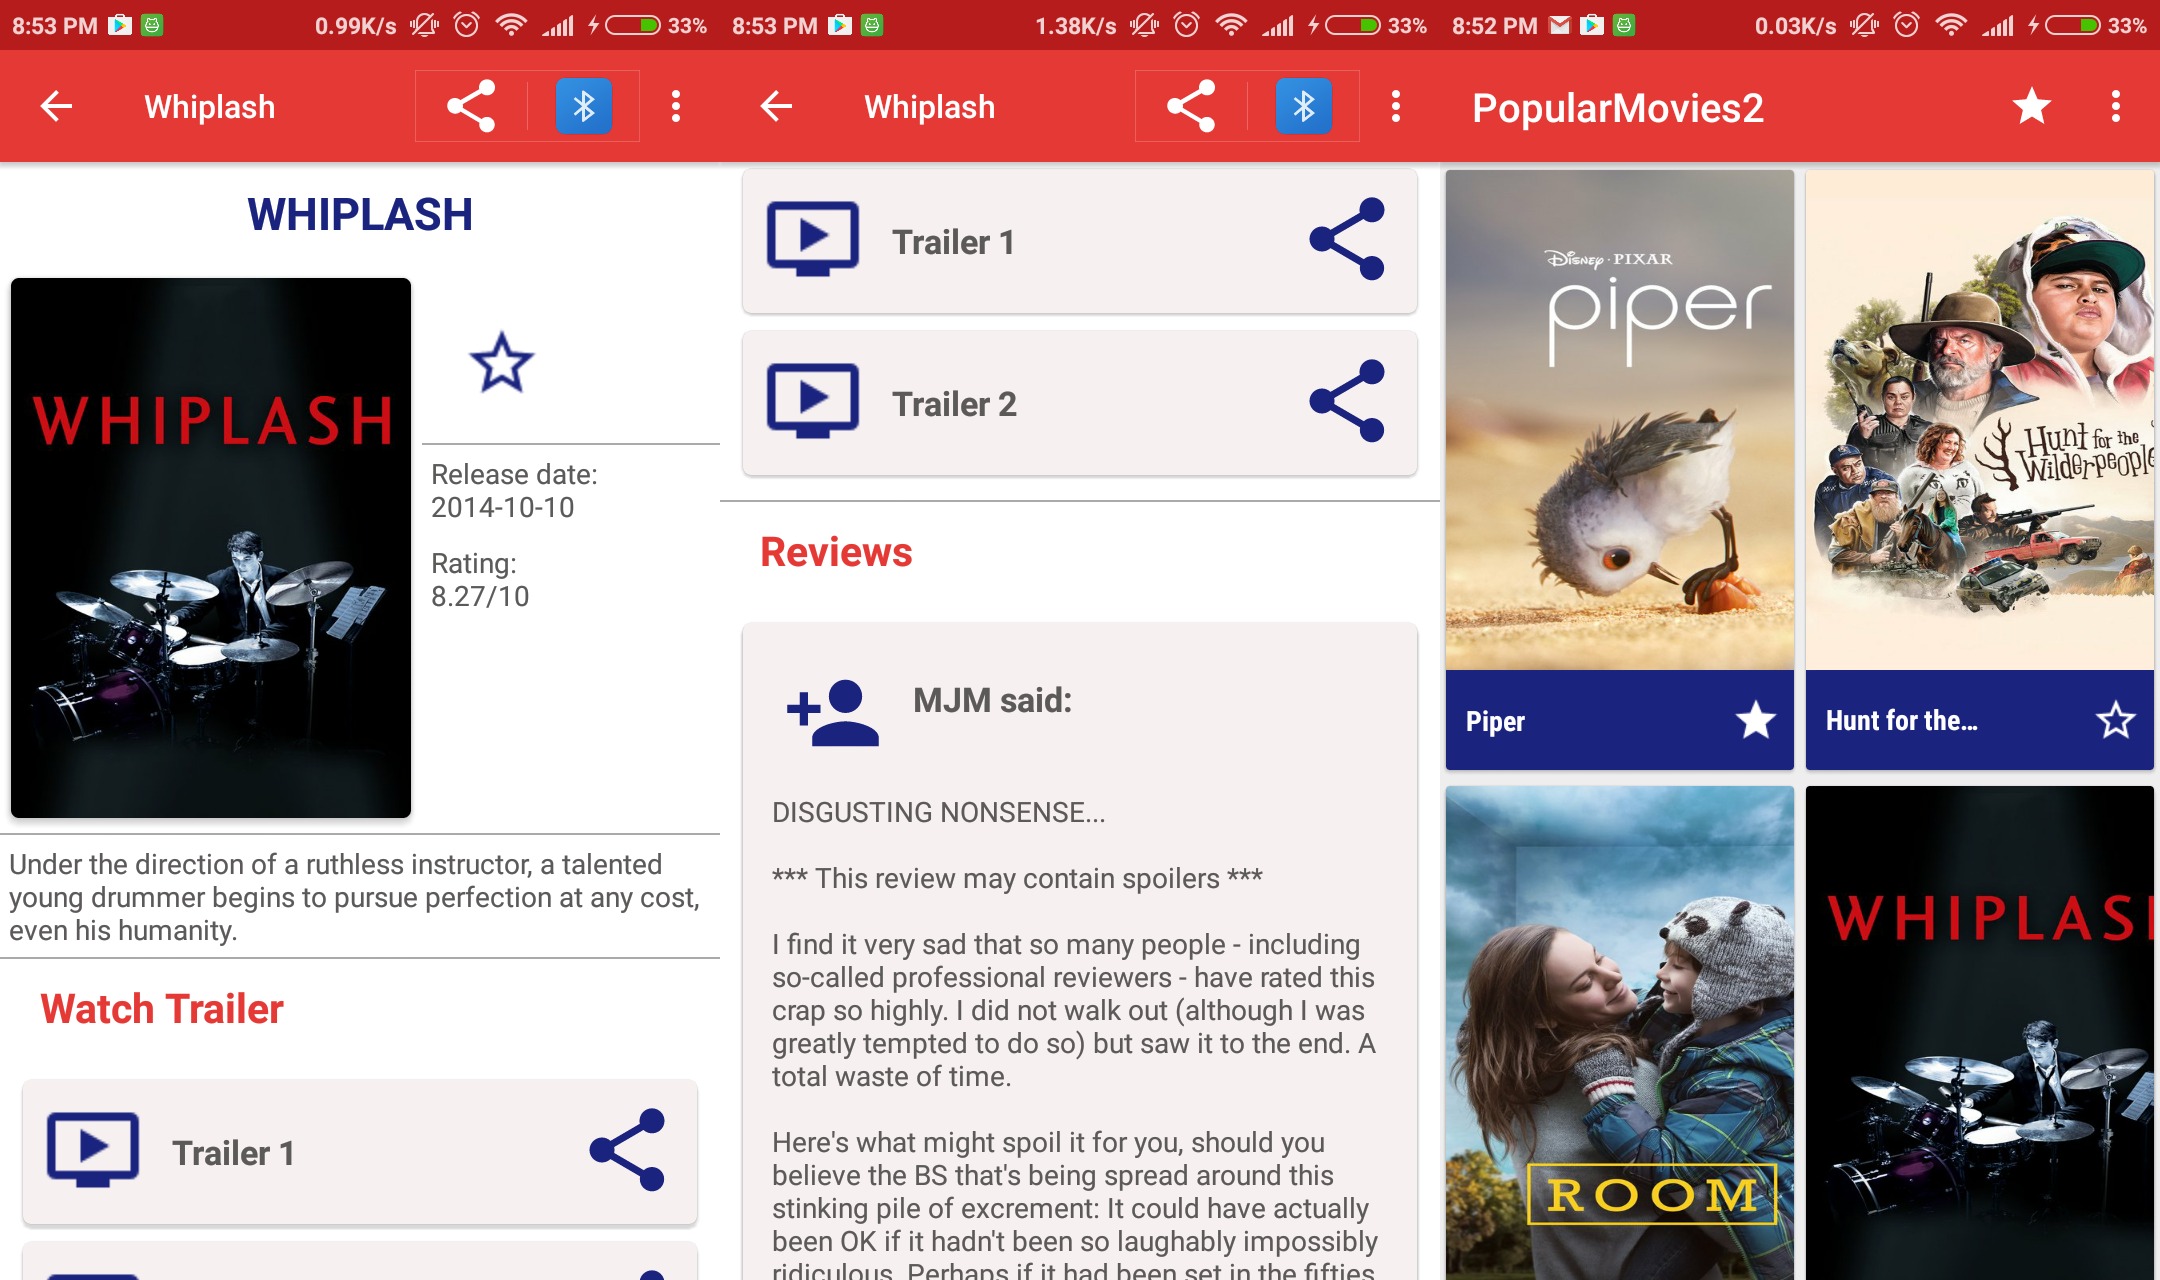 8:53 PM 0.99K/s 33%
Whiplash
WHIPLASH
WHIPLASH
Release date:
2014-10-10
Rating:
8.27/10
Under the direction of a ruthless instructor, a talented
young drummer begins to pursue perfection at any cost,
even his humanity.
Watch Trailer
Trailer 1
8:53 PM 1.38K/s 33%
Whiplash
Trailer 1
Trailer 2
Reviews
MJM said:
DISGUSTING NONSENSE...
*** This review may contain spoilers ***
I find it very sad that so many people - including
so-called professional reviewers - have rated this
crap so highly. I did not walk out (although I was
greatly tempted to do so) but saw it to the end. A
total waste of time.
Here's what might spoil it for you, should you
believe the BS that's being spread around this
stinking pile of excrement: It could have actually
been OK if it hadn't been so laughably impossibly
ridiculous. Perhaps if it had been set in the fifties
8:52 PM 0.03K/s 33%
PopularMovies2
DISNEY · PIXAR
piper
Piper
Hunt for the
Wilderpeople
Hunt for the...
ROOM
WHIPLASH